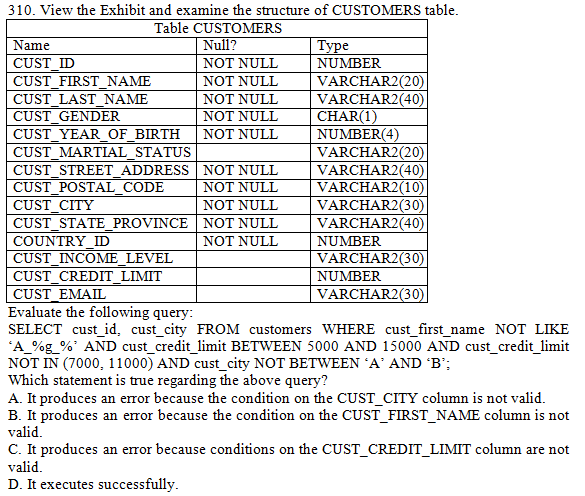 310. View the Exhibit and examine the structure of CUSTOMERS table.
Table CUSTOMERS
Name Null? Type
CUST_ID NOT NULL NUMBER
CUST_FIRST_NAME NOT NULL VARCHAR2(20)
CUST_LAST_NAME NOT NULL VARCHAR2(40)
CUST_GENDER NOT NULL CHAR(1)
CUST_YEAR_OF_BIRTH NOT NULL NUMBER(4)
CUST_MARTIAL_STATUS VARCHAR2(20)
CUST_STREET_ADDRESS NOT NULL VARCHAR2(40)
CUST_POSTAL_CODE NOT NULL VARCHAR2(10)
CUST_CITY NOT NULL VARCHAR2(30)
CUST_STATE_PROVINCE NOT NULL VARCHAR2(40)
COUNTRY_ID NOT NULL NUMBER
CUST_INCOME_LEVEL VARCHAR2(30)
CUST_CREDIT_LIMIT NUMBER
CUST_EMAIL VARCHAR2(30)
Evaluate the following query:
SELECT cust_id, cust_city FROM customers WHERE cust_first_name NOT LIKE
‘A_%g_%’ AND cust_credit_limit BETWEEN 5000 AND 15000 AND cust_credit_limit
NOT IN (7000, 11000) AND cust_city NOT BETWEEN ‘A’ AND ‘B’;
Which statement is true regarding the above query?
A. It produces an error because the condition on the CUST_CITY column is not valid.
B. It produces an error because the condition on the CUST_FIRST_NAME column is not
valid.
C. It produces an error because conditions on the CUST_CREDIT_LIMIT column are not
valid.
D. It executes successfully.